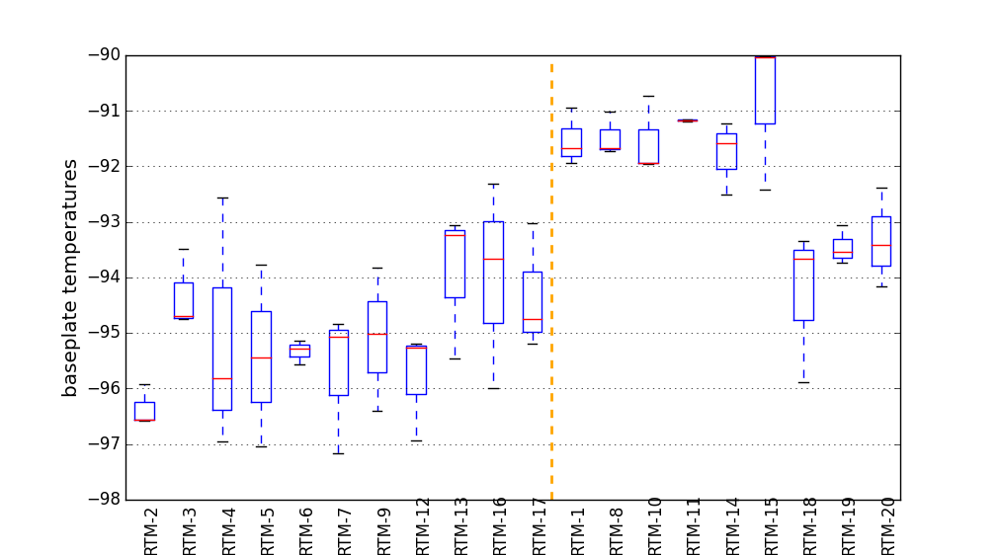 −90
−91
−92
−93
−94
−95
−96
−97
−98
baseplate temperatures
RTM-2
RTM-3
RTM-4
RTM-5
RTM-6
RTM-7
RTM-9
RTM-12
RTM-13
RTM-16
RTM-17
RTM-1
RTM-8
RTM-10
RTM-11
RTM-14
RTM-15
RTM-18
RTM-19
RTM-20